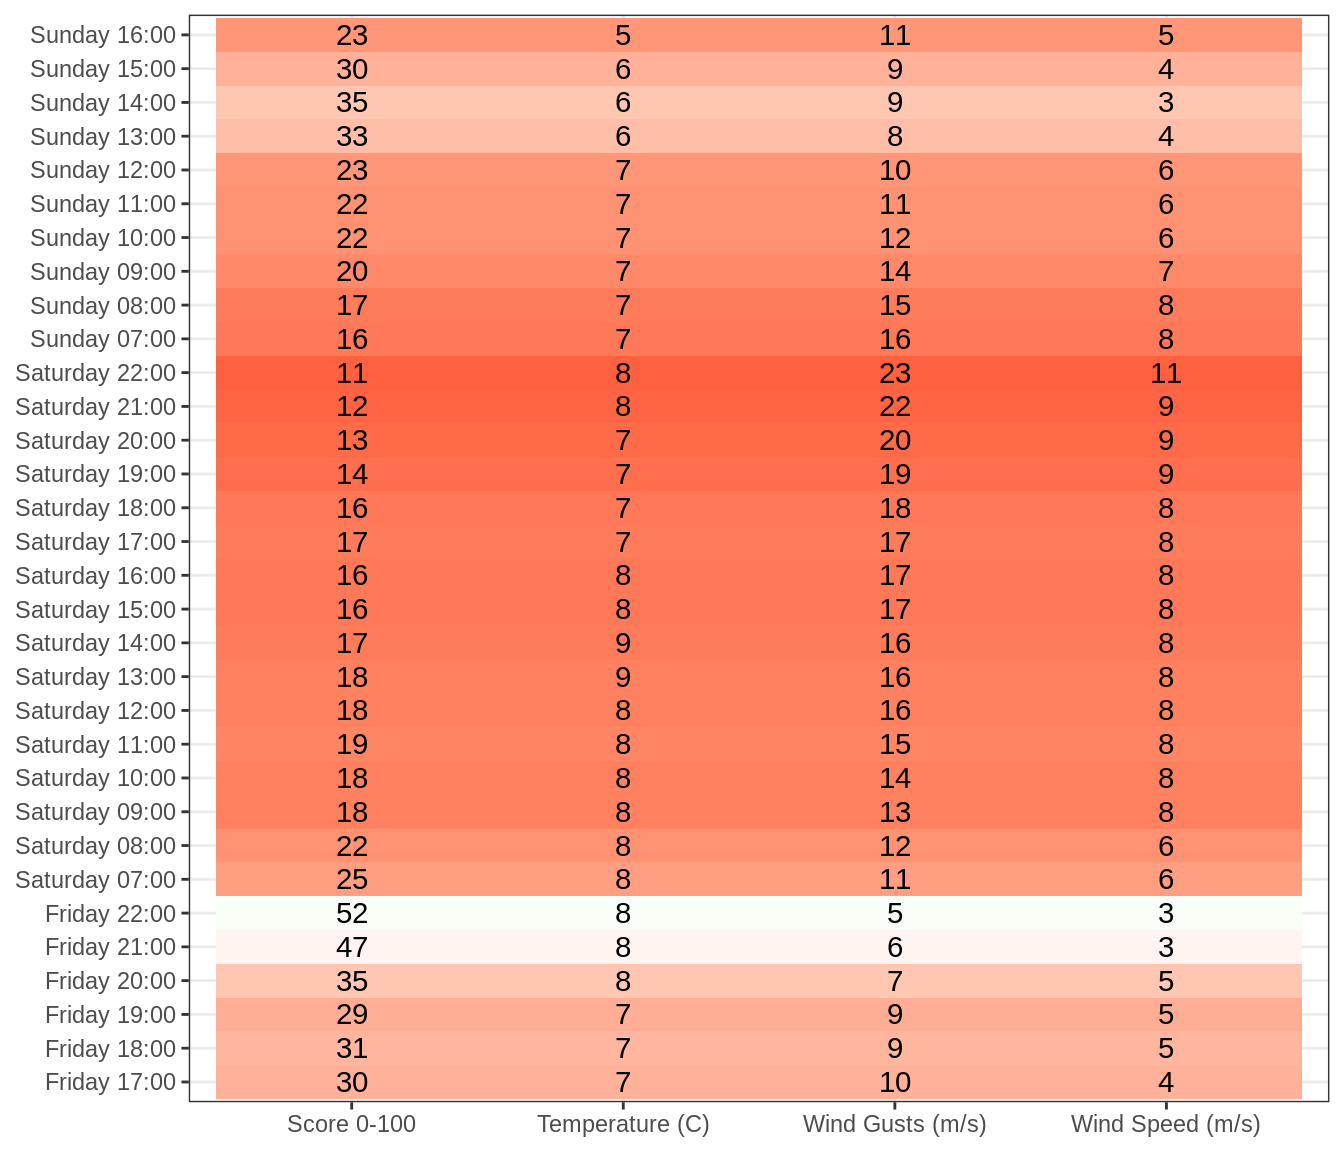 Sunday 16:00 23 5 11 5
Sunday 15:00 30 6 9 4
Sunday 14:00 35 6 9 3
Sunday 13:00 33 6 8 4
Sunday 12:00 23 7 10 6
Sunday 11:00 22 7 11 6
Sunday 10:00 22 7 12 6
Sunday 09:00 20 7 14 7
Sunday 08:00 17 7 15 8
Sunday 07:00 16 7 16 8
Saturday 22:00 11 8 23 11
Saturday 21:00 12 8 22 9
Saturday 20:00 13 7 20 9
Saturday 19:00 14 7 19 9
Saturday 18:00 16 7 18 8
Saturday 17:00 17 7 17 8
Saturday 16:00 16 8 17 8
Saturday 15:00 16 8 17 8
Saturday 14:00 17 9 16 8
Saturday 13:00 18 9 16 8
Saturday 12:00 18 8 16 8
Saturday 11:00 19 8 15 8
Saturday 10:00 18 8 14 8
Saturday 09:00 18 8 13 8
Saturday 08:00 22 8 12 6
Saturday 07:00 25 8 11 6
Friday 22:00 52 8 5 3
Friday 21:00 47 8 6 3
Friday 20:00 35 8 7 5
Friday 19:00 29 7 9 5
Friday 18:00 31 7 9 5
Friday 17:00 30 7 10 4
Score 0-100 Temperature (C) Wind Gusts (m/s) Wind Speed (m/s)